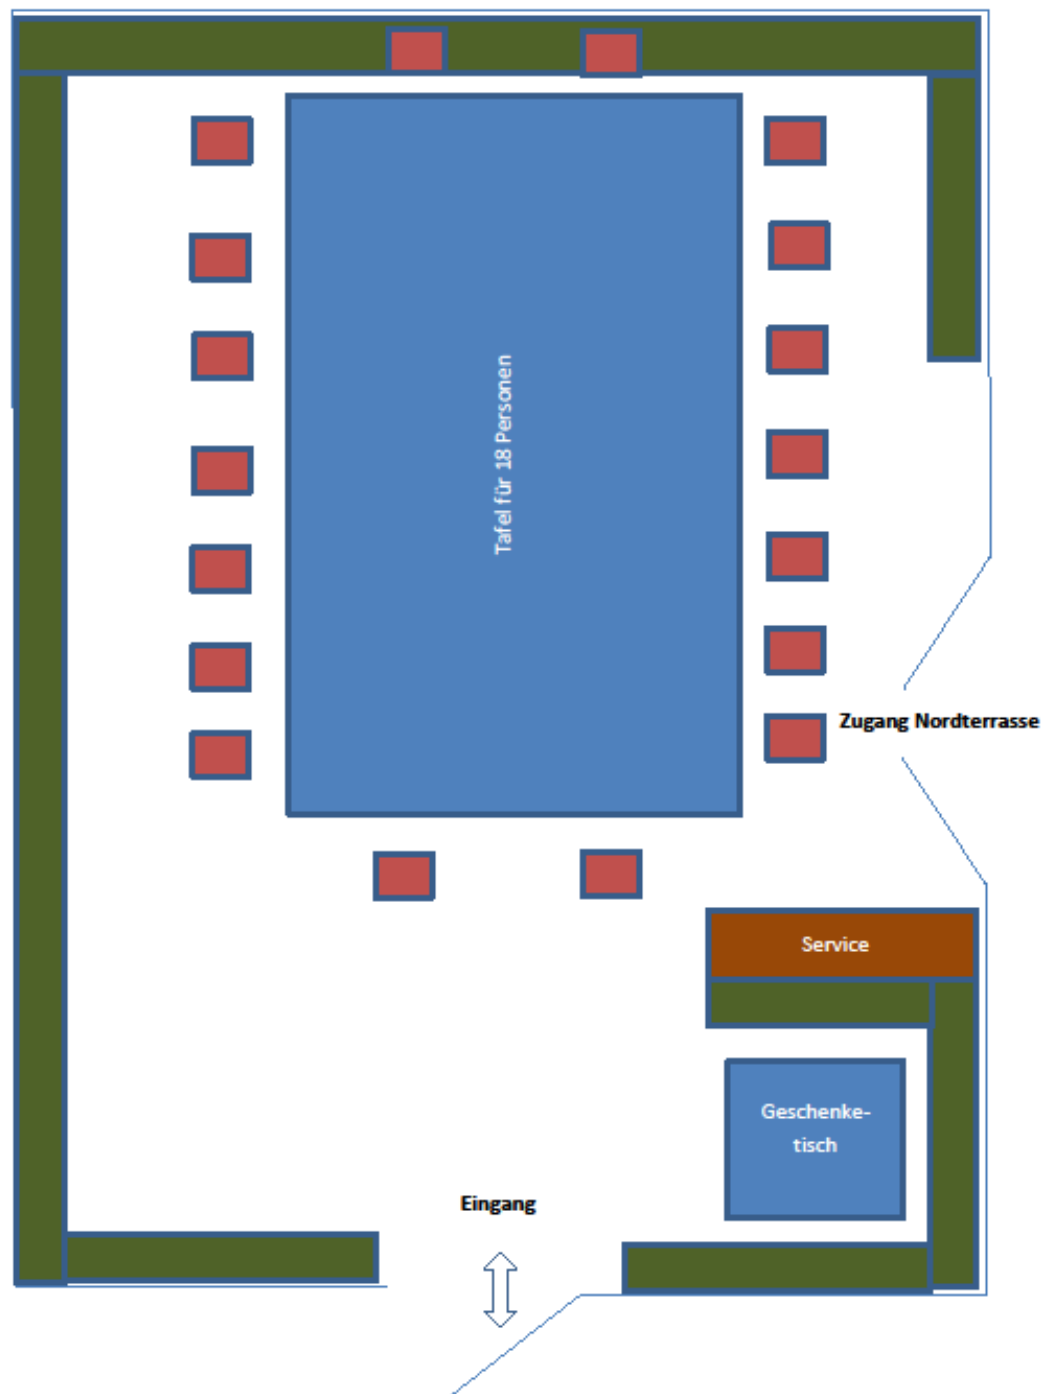 Tafel für 18 Personen
Zugang Nordterrasse
Service
Geschenke-
tisch
Eingang